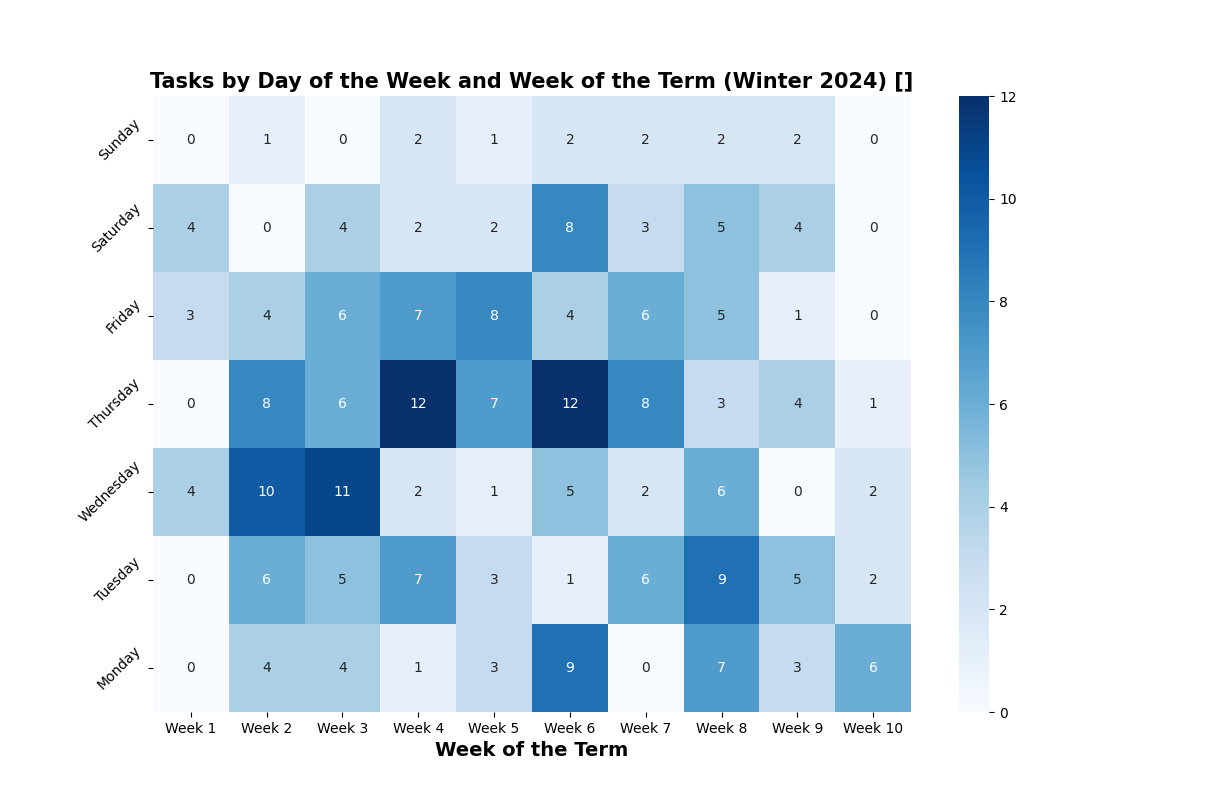 Tasks by Day of the Week and Week of the Term (Winter 2024) []
Sunday 0 1 0 2 1 2 2 2 2 0
Saturday 4 0 4 2 2 8 3 5 4 0
Friday 3 4 6 7 8 4 6 5 1 0
Thursday 0 8 6 12 7 12 8 3 4 1
Wednesday 4 10 11 2 1 5 2 6 0 2
Tuesday 0 6 5 7 3 1 6 9 5 2
Monday 0 4 4 1 3 9 0 7 3 6
Week 1 Week 2 Week 3 Week 4 Week 5 Week 6 Week 7 Week 8 Week 9 Week 10
Week of the Term
12
10
8
6
4
2
0